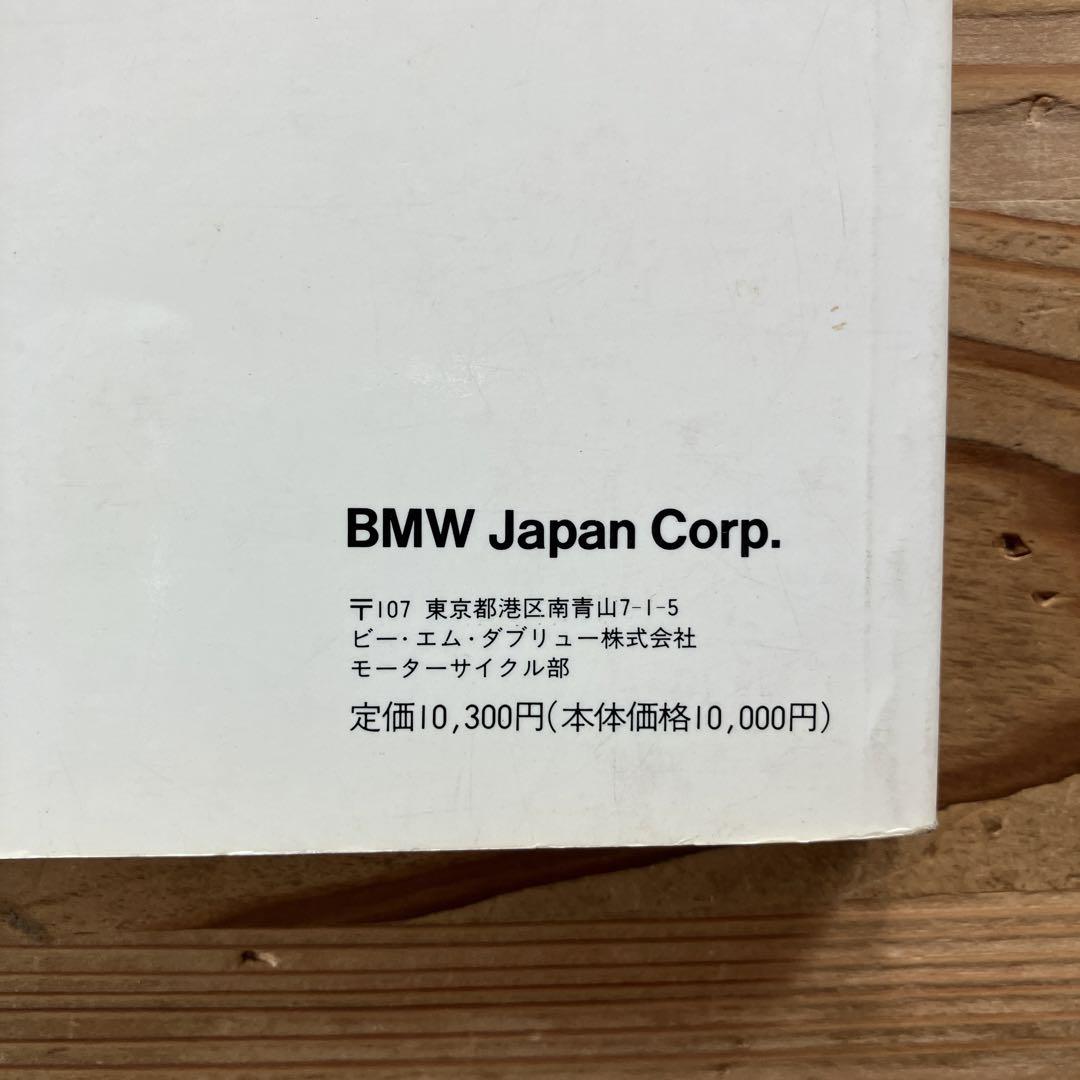 BMW Japan Corp.
〒107 東京都港区南青山7-1-5
ビー・エム・ダブリュー株式会社
モーターサイクル部
定価10,300円(本体価格10,000円)